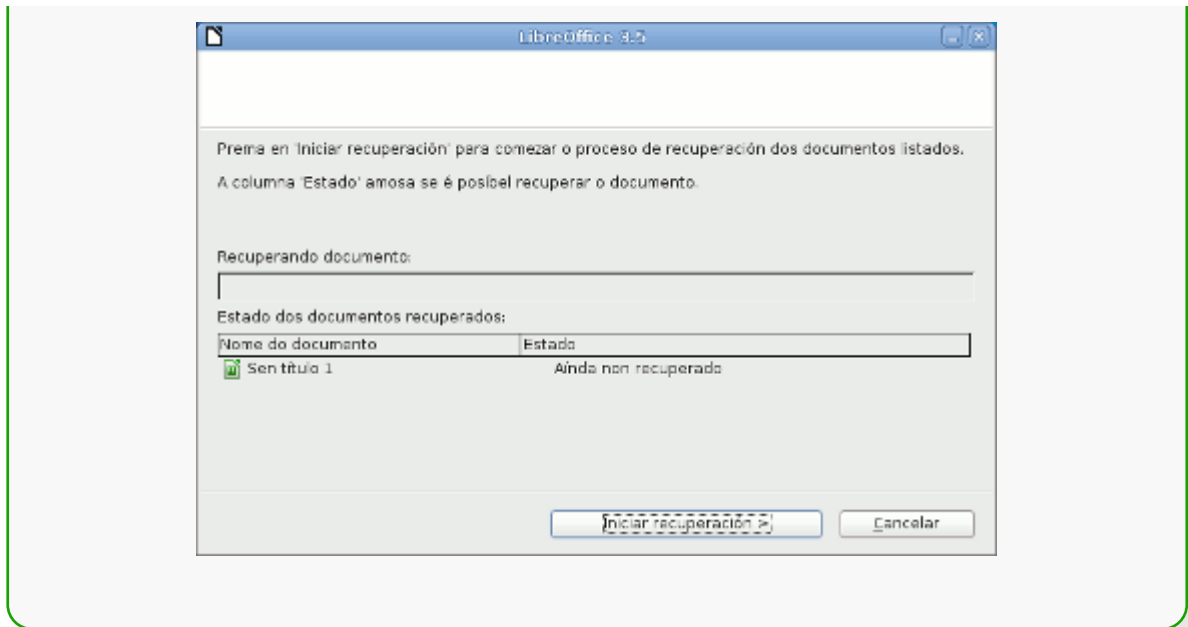 LibreOffice 3.5
Prema en 'Iniciar recuperación' para comezar o proceso de recuperación dos documentos listados.
A columna 'Estado' amosa se é posíbel recuperar o documento.
Recuperando documento:
Estado dos documentos recuperados:
Nome do documento Estado
Sen título 1 Aínda non recuperado
Iniciar recuperación > Cancelar